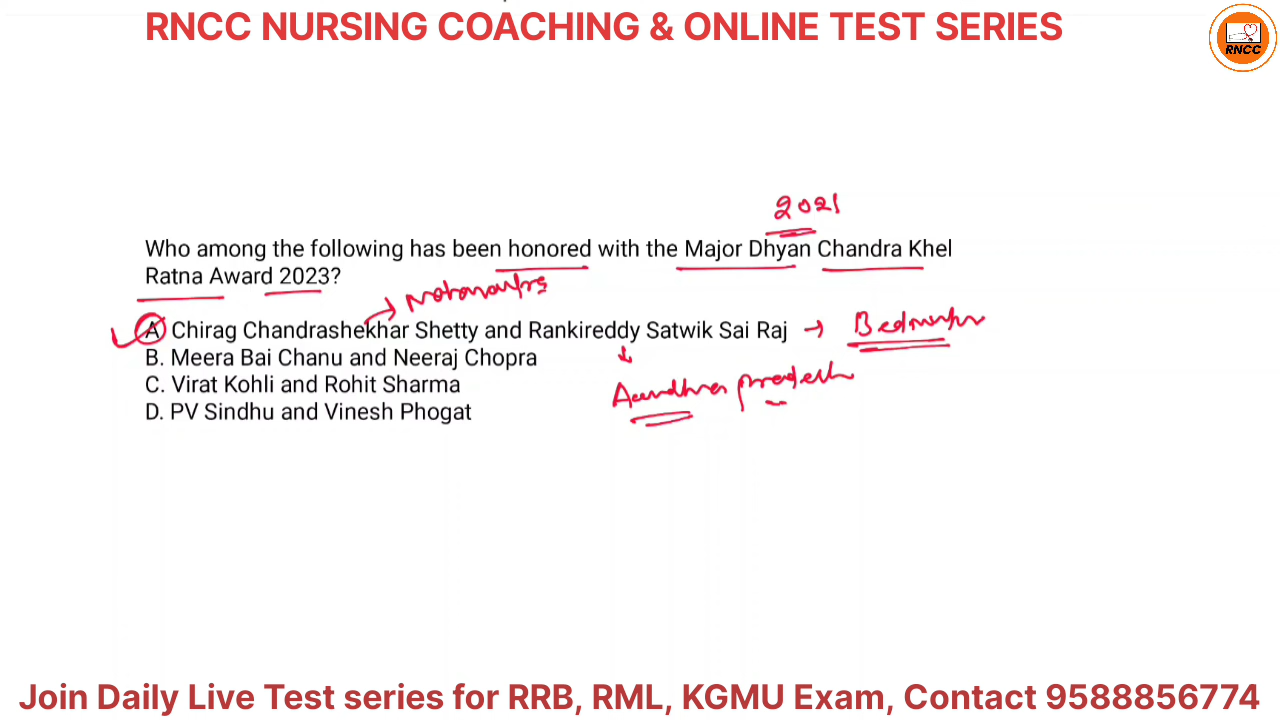 RNCC NURSING COACHING & ONLINE TEST SERIES
RNCC
2021
Who among the following has been honored with the Major Dhyan Chandra Khel
Ratna Award 2023?
A Chirag Chandrashekhar Shetty and Rankireddy Satwik Sai Raj
B. Meera Bai Chanu and Neeraj Chopra
C. Virat Kohli and Rohit Sharma
D. PV Sindhu and Vinesh Phogat
pradesh
Join Daily Live Test series for RRB, RML, KGMU Exam, Contact 9588856774